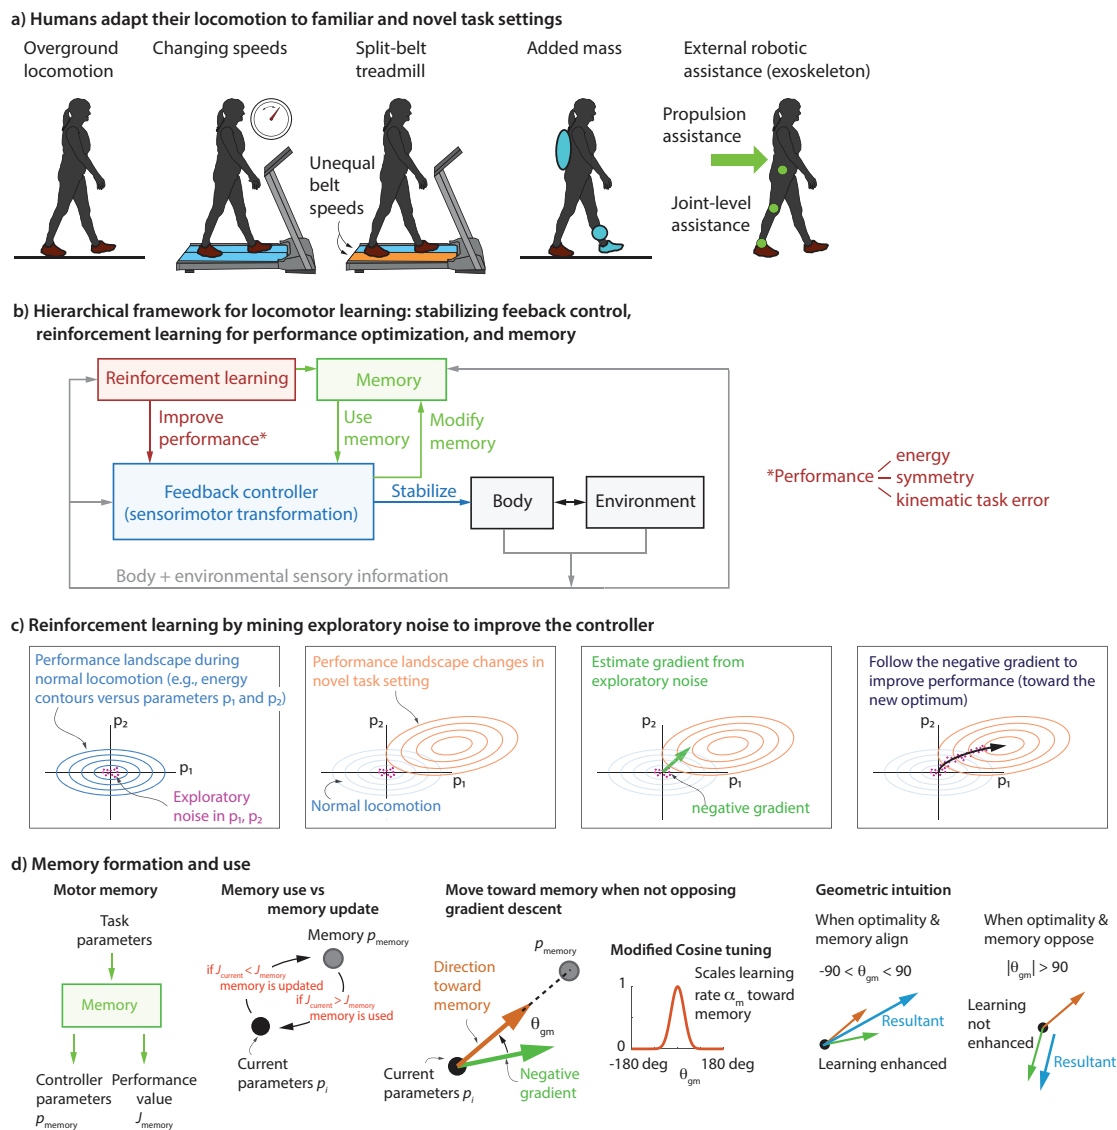 a) Humans adapt their locomotion to familiar and novel task settings
Overground
locomotion
Changing speeds
Split-belt
treadmill
Added mass
External robotic
assistance (exoskeleton)
Unequal
belt
speeds
Propulsion
assistance
Joint-level
assistance
b) Hierarchical framework for locomotor learning: stabilizing feeback control,
reinforcement learning for performance optimization, and memory
Reinforcement learning
Memory
Improve
performance*
Use
memory
Modify
memory
Feedback controller
(sensorimotor transformation)
Stabilize
Body
Environment
Body + environmental sensory information
*Performance
energy
symmetry
kinematic task error
c) Reinforcement learning by mining exploratory noise to improve the controller
Performance landscape during
normal locomotion (e.g., energy
contours versus parameters p₁ and p₂)
p₂
p₁
Exploratory
noise in p₁, p₂
Performance landscape changes in
novel task setting
p₂
p₁
Normal locomotion
Estimate gradient from
exploratory noise
p₂
p₁
negative gradient
Follow the negative gradient to
improve performance (toward the
new optimum)
p₂
p₁
d) Memory formation and use
Motor memory
Task
parameters
Memory
Controller
parameters
p_memory
Performance
value
J_memory
Memory use vs
memory update
Memory p_memory
if J_current < J_memory
memory is updated
if J_current > J_memory
memory is used
Current
parameters p_i
Move toward memory when not opposing
gradient descent
p_memory
Direction
toward
memory
θ_gm
Current
parameters p_i
Negative
gradient
Modified Cosine tuning
Scales learning
rate α_m toward
memory
1
0
-180 deg
180 deg
θ_gm
Geometric intuition
When optimality &
memory align
-90 < θ_gm < 90
Resultant
Learning enhanced
When optimality &
memory oppose
|θ_gm| > 90
Learning
not
enhanced
Resultant